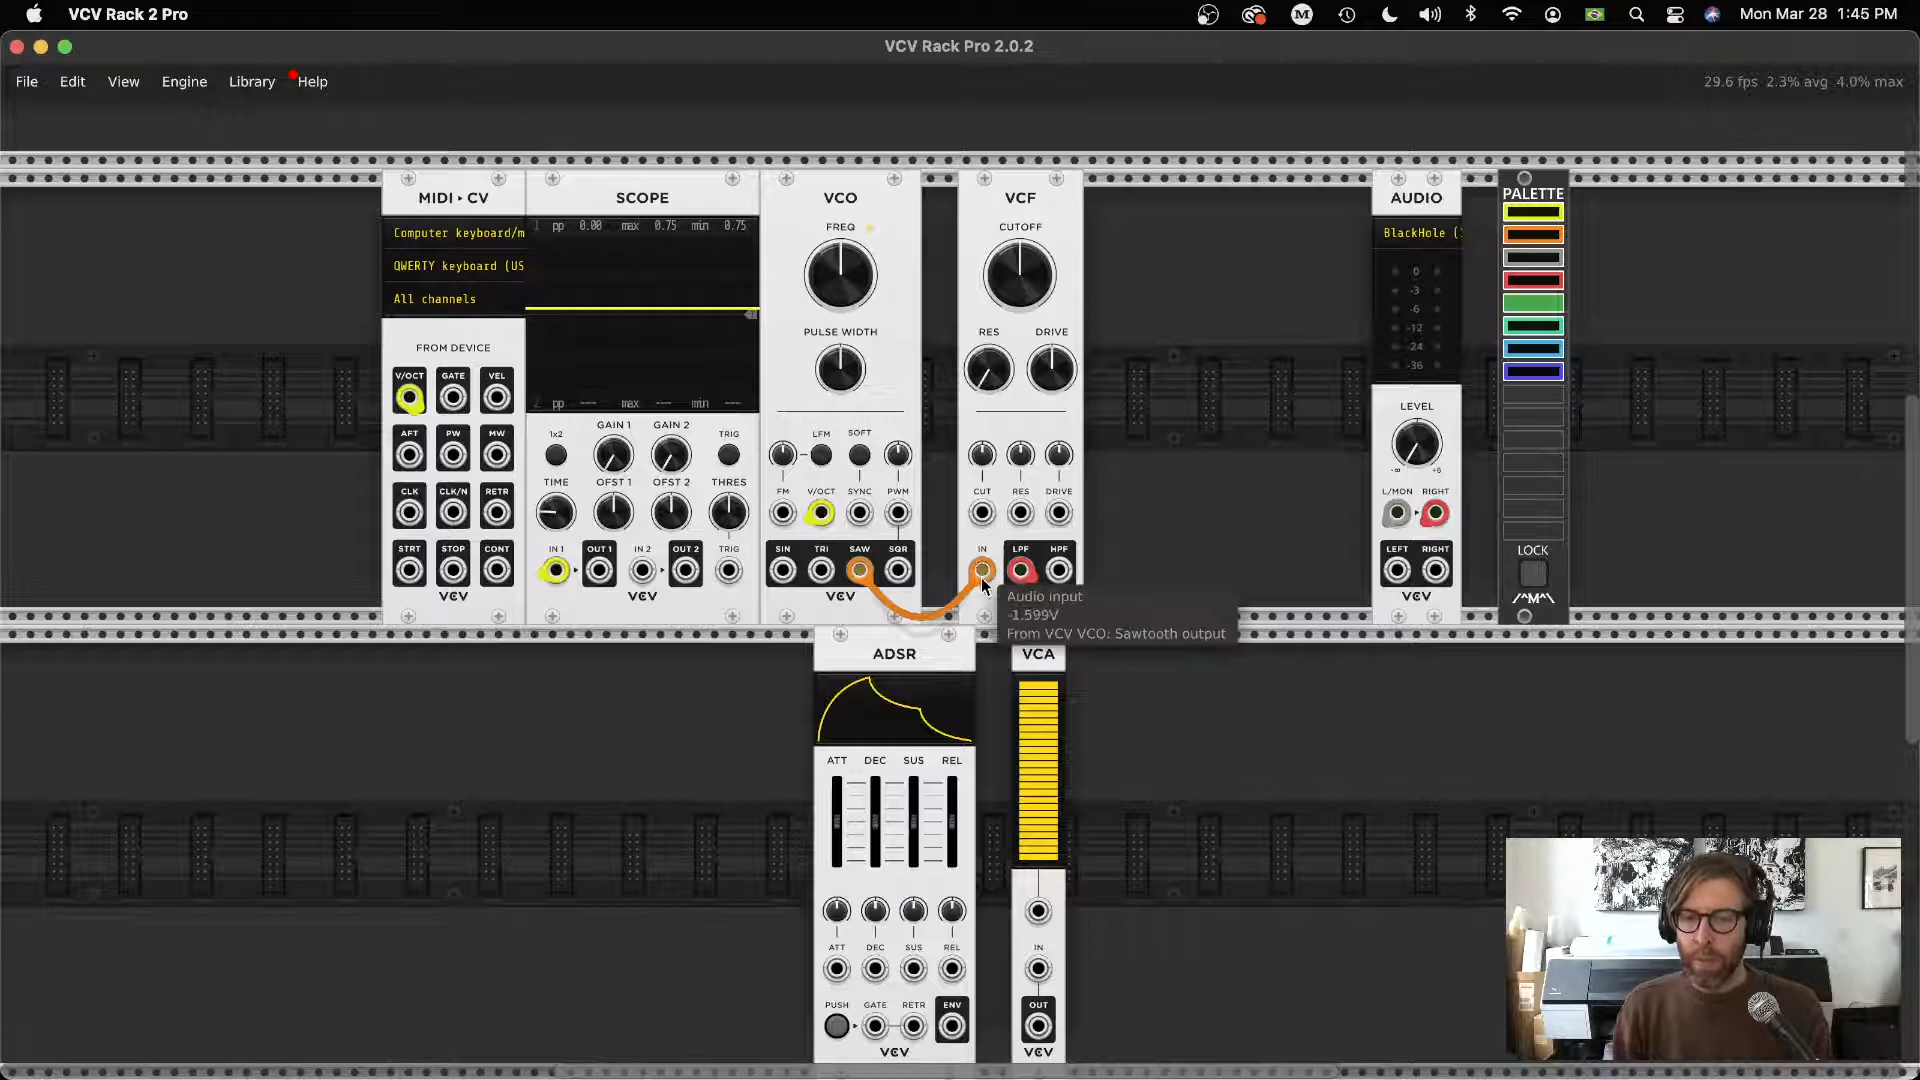 VCV Rack 2 Pro
Mon Mar 28 1:45 PM
VCV Rack Pro 2.0.2
File Edit View Engine Library Help
29.6 fps 2.3% avg 4.0% max
MIDI▸CV
Computer keyboard/m
QWERTY keyboard (US
All channels
FROM DEVICE
V/OCT GATE VEL
AFT PW MW
CLK CLK/N RETR
STRT STOP CONT
VCV
SCOPE
1 pp 0.00 max 0.75 min 0.75
2 pp ---- max ---- min ----
1x2 GAIN 1 GAIN 2 TRIG
TIME OFST 1 OFST 2 THRES
IN 1 OUT 1 IN 2 OUT 2 TRIG
VCV
VCO
FREQ
PULSE WIDTH
LFM SOFT
FM V/OCT SYNC PWM
SIN TRI SAW SQR
VCV
VCF
CUTOFF
RES DRIVE
CUT RES DRIVE
IN LPF HPF
Audio input
-1.599V
From VCV VCO: Sawtooth output
AUDIO
BlackHole (
0
-3
-6
-12
-24
-36
LEVEL
-∞ +6
L/MON RIGHT
LEFT RIGHT
VCV
PALETTE
LOCK
/^M^\
ADSR
ATT DEC SUS REL
ATT DEC SUS REL
PUSH GATE RETR ENV
VCV
VCA
IN
OUT
VCV